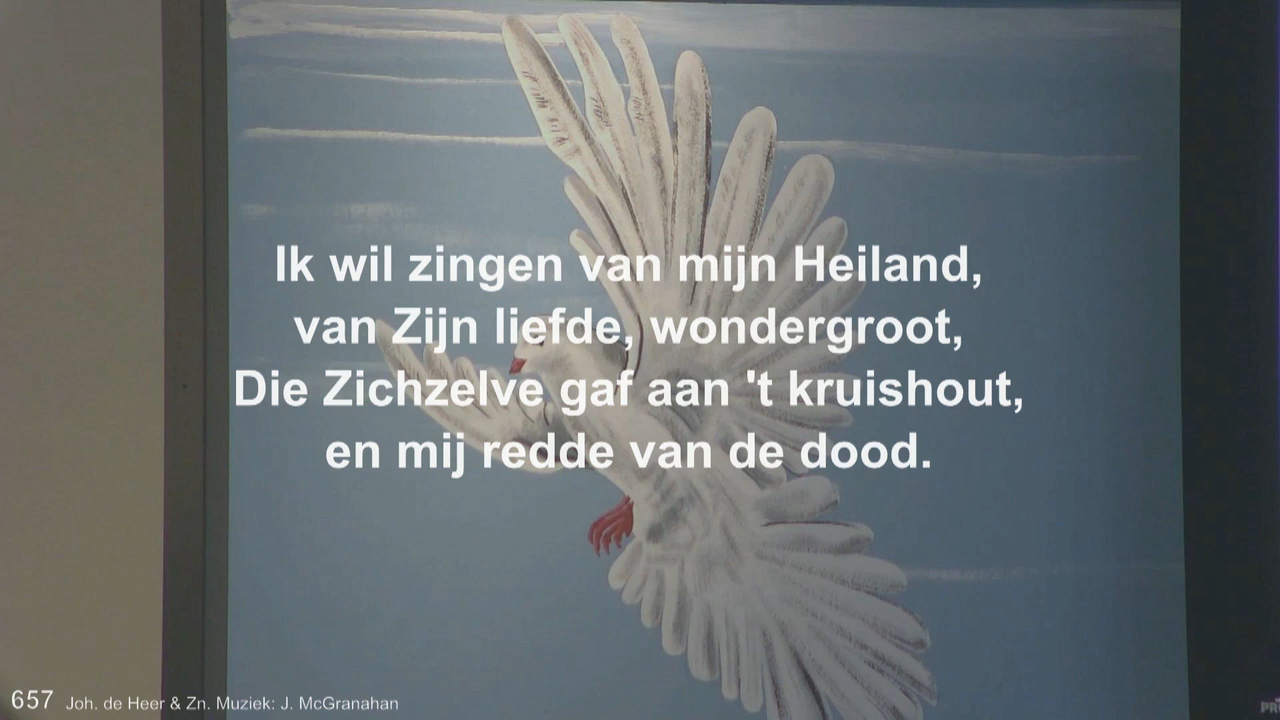 Ik wil zingen van mijn Heiland,
van Zijn liefde, wondergroot,
Die Zichzelve gaf aan 't kruishout,
en mij redde van de dood.
657 Joh. de Heer & Zn. Muziek: J. McGranahan